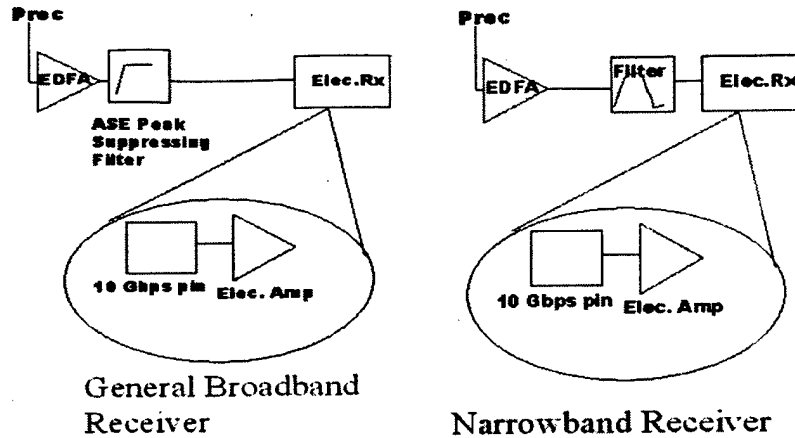 Prec
EDFA
ASE Peak
Suppressing
Filter
Elec.Rx
10 Gbps pin
Elec. Amp
General Broadband
Receiver
Prec
EDFA
Filter
Elec.Rx
10 Gbps pin
Elec. Amp
Narrowband Receiver